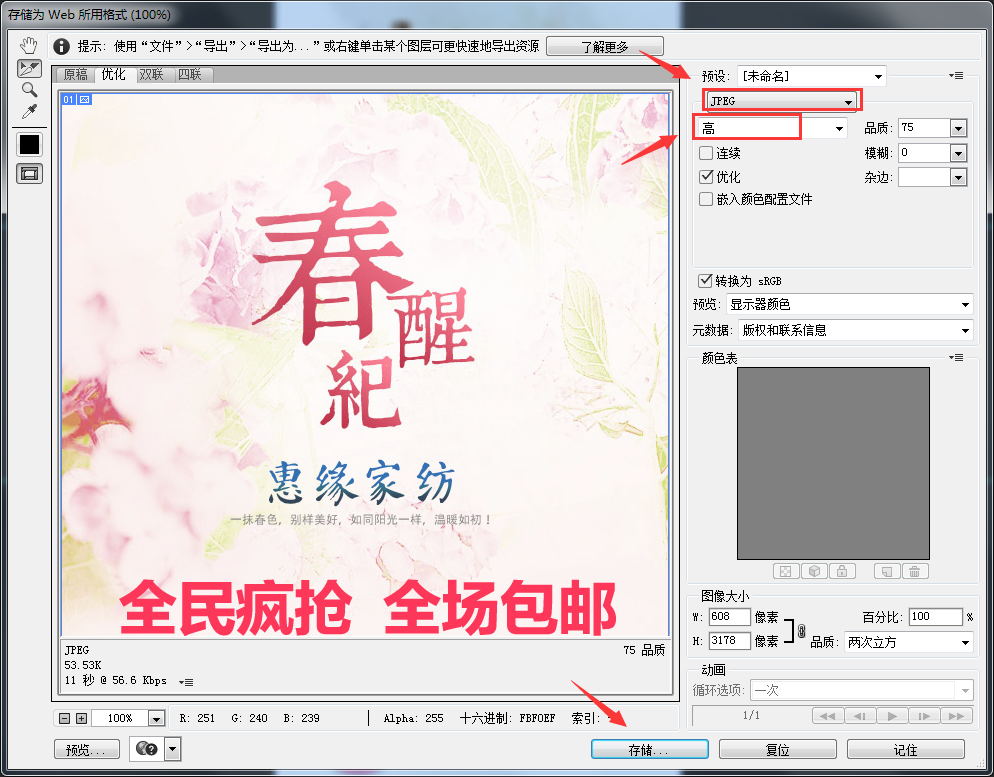 存储为 Web 所用格式 (100%)
提示: 使用“文件”>“导出”>“导出为...”或右键单击某个图层可更快速地导出资源
了解更多
原稿 优化 双联 四联
01
春
醒
紀
惠缘家纺
一抹春色，别样美好，如同阳光一样，温暖如初！
全民疯抢 全场包邮
JPEG
53.53K
11 秒 @ 56.6 Kbps
75 品质
100%
R: 251 G: 240 B: 239
Alpha: 255 十六进制: FBF0EF 索引:
预览...
存储...
复位
记住
预设: [未命名]
JPEG
高
品质: 75
连续
模糊: 0
优化
杂边:
嵌入颜色配置文件
转换为 sRGB
预览: 显示器颜色
元数据: 版权和联系信息
颜色表
图像大小
W: 608 像素
百分比: 100 %
H: 3178 像素
品质: 两次立方
动画
循环选项: 一次
1/1